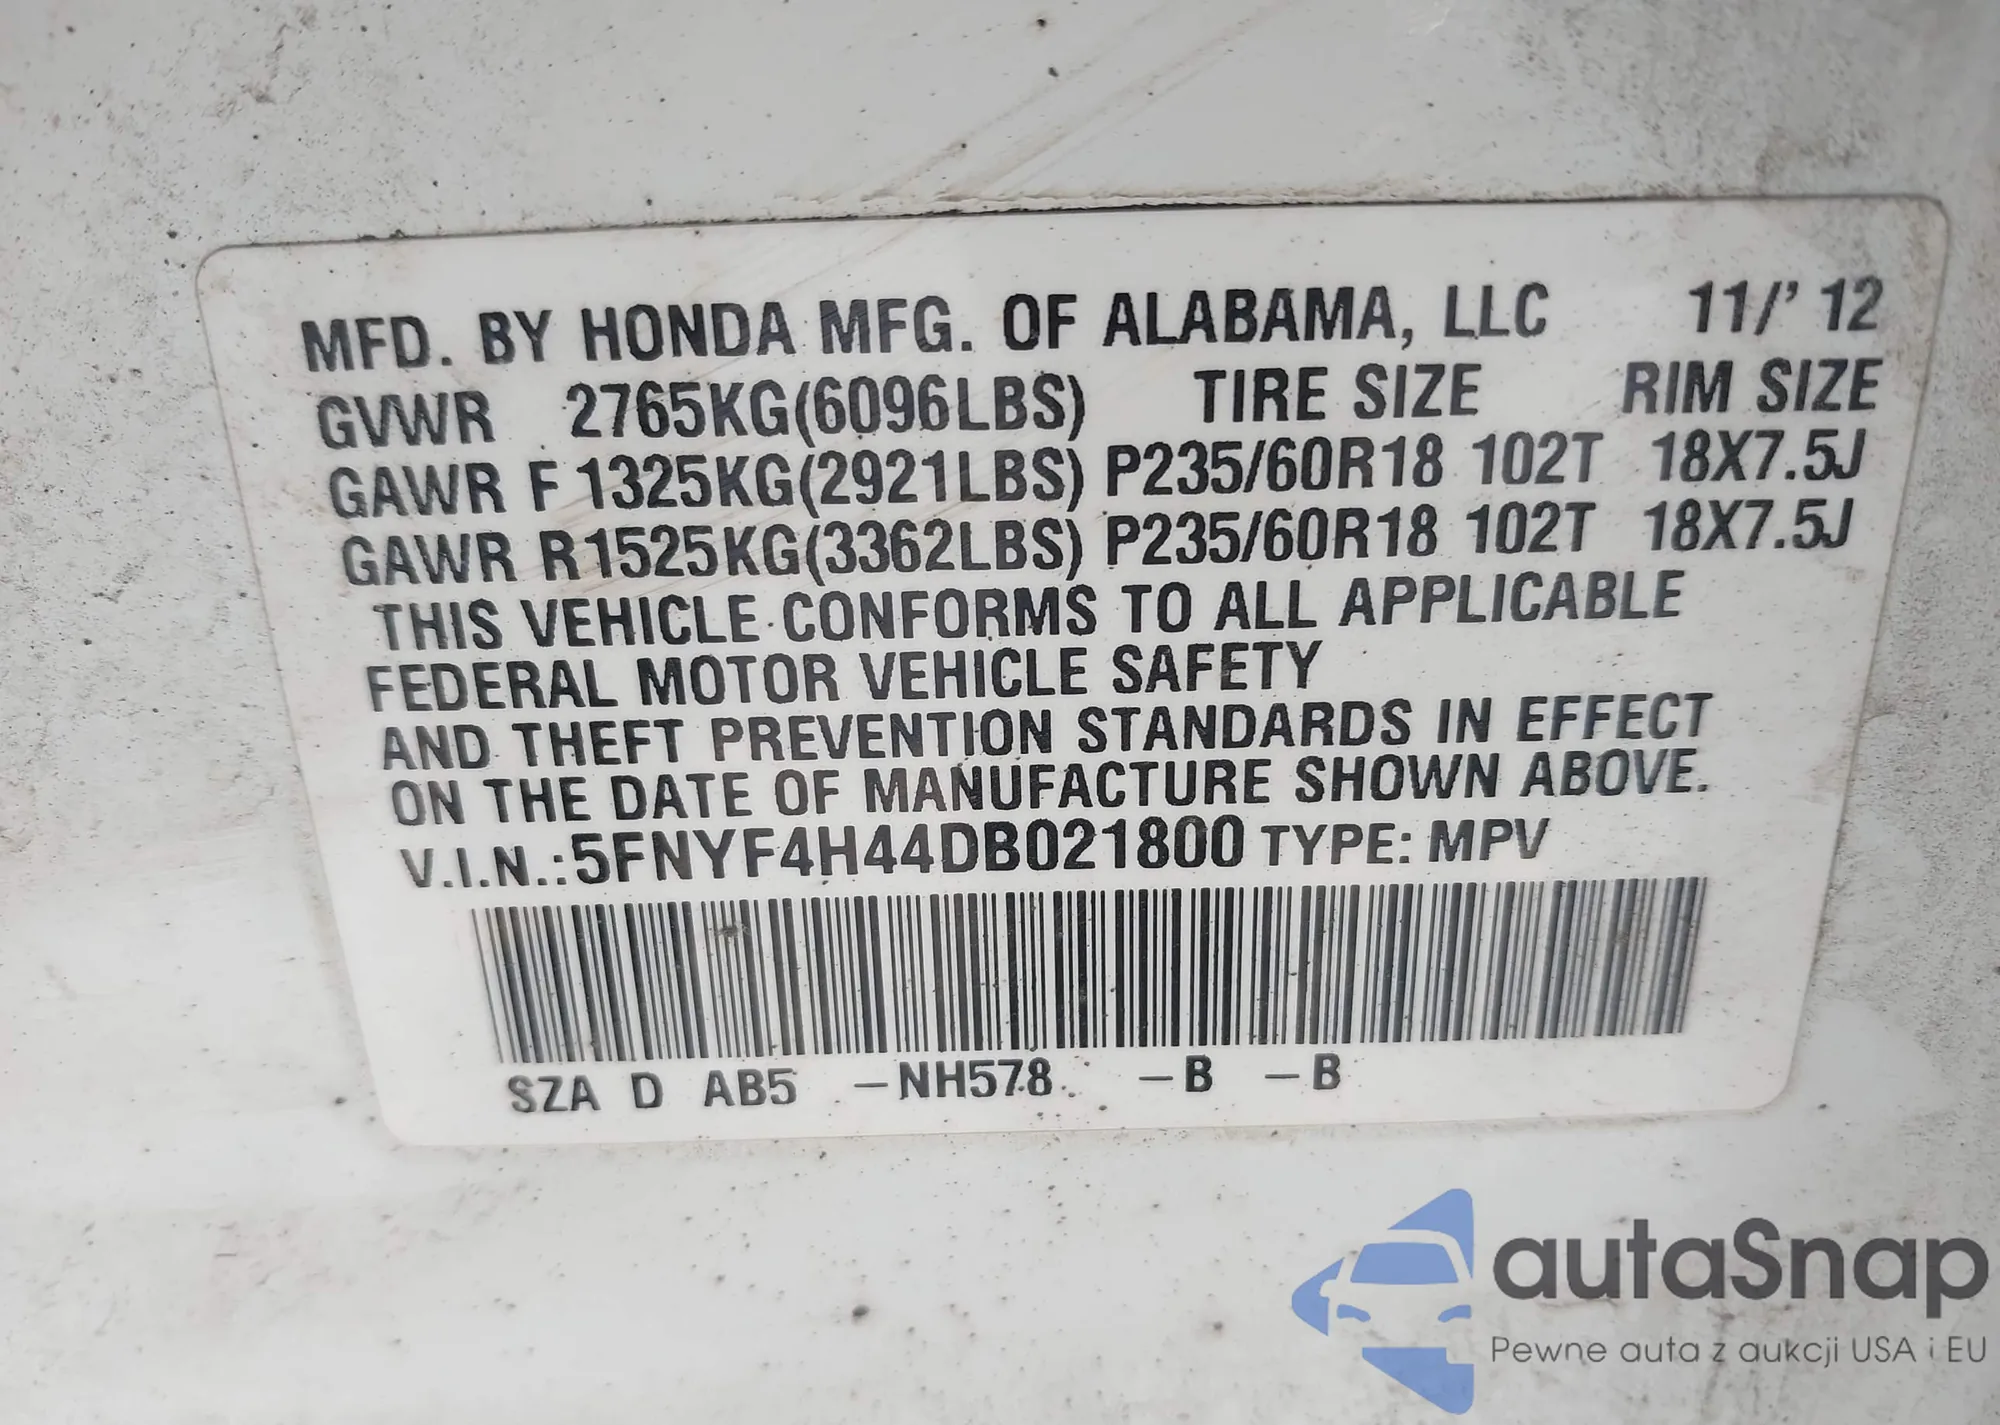 MFD. BY HONDA MFG. OF ALABAMA, LLC 11/'12
GVWR 2765KG(6096LBS) TIRE SIZE RIM SIZE
GAWR F 1325KG(2921LBS) P235/60R18 102T 18X7.5J
GAWR R1525KG(3362LBS) P235/60R18 102T 18X7.5J
THIS VEHICLE CONFORMS TO ALL APPLICABLE
FEDERAL MOTOR VEHICLE SAFETY
AND THEFT PREVENTION STANDARDS IN EFFECT
ON THE DATE OF MANUFACTURE SHOWN ABOVE.
V.I.N.:5FNYF4H44DB021800 TYPE: MPV
SZA D AB5 –NH578 –B –B
autaSnap
Pewne auta z aukcji USA i EU